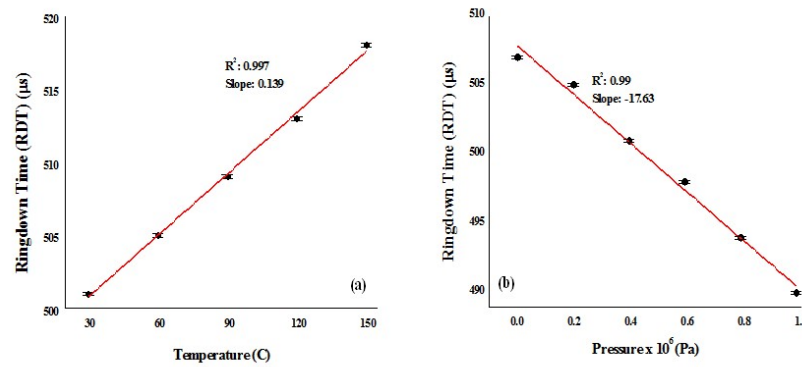 520
515
510
505
500
Ringdown Time (RDT) (µs)
R²: 0.997
Slope: 0.139
(a)
30 60 90 120 150
Temperature (C)
510
505
500
495
490
Ringdown Time (RDT) (µs)
R²: 0.99
Slope: -17.63
(b)
0.0 0.2 0.4 0.6 0.8 1.
Pressure x 10⁶ (Pa)